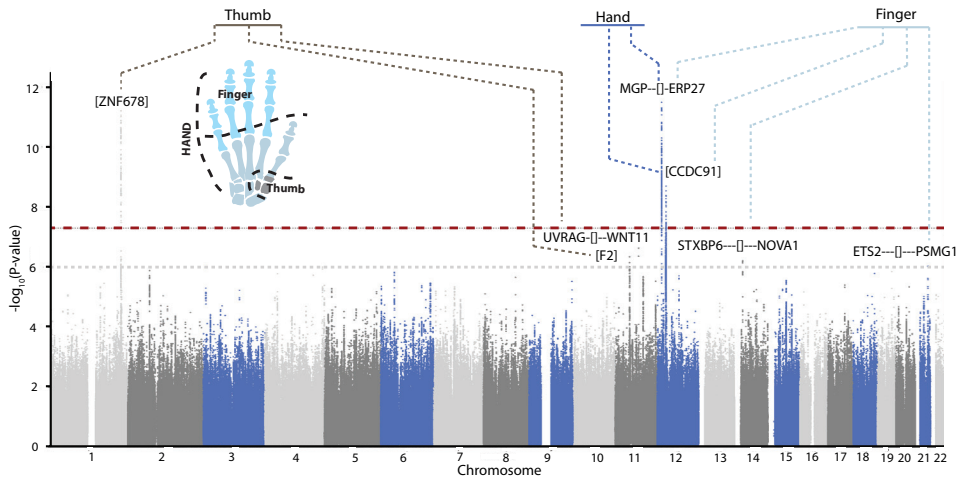 Thumb
Hand
Finger
12
10
8
6
4
2
0
-log10(P-value)
[ZNF678]
Finger
HAND
Thumb
MGP--[]-ERP27
[CCDC91]
UVRAG-[]--WNT11
[F2]
STXBP6---[]---NOVA1
ETS2---[]---PSMG1
1 2 3 4 5 6 7 8 9 10 11 12 13 14 15 16 17 18 19 20 21 22
Chromosome